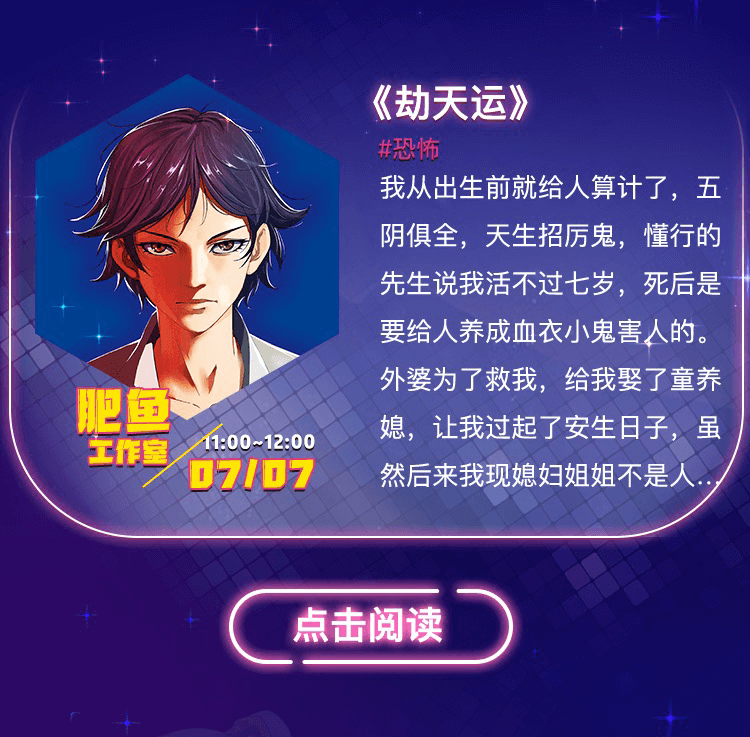 《劫天运》
#恐怖
我从出生前就给人算计了，五
阴俱全，天生招厉鬼，懂行的
先生说我活不过七岁，死后是
要给人养成血衣小鬼害人的。
外婆为了救我，给我娶了童养
媳，让我过起了安生日子，虽
然后来我现媳妇姐姐不是人...
肥鱼
工作室
11:00~12:00
07/07
点击阅读